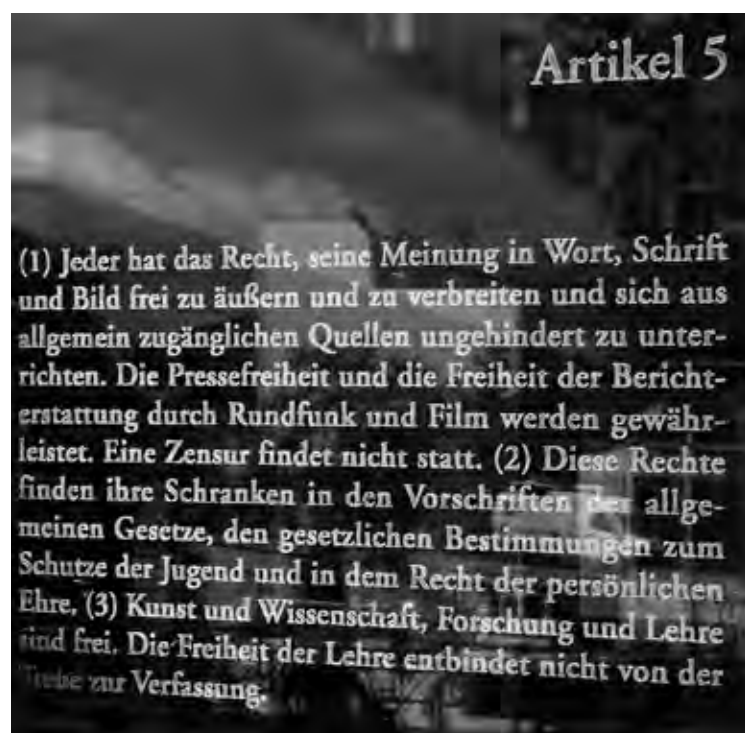 Artikel 5
(1) Jeder hat das Recht, seine Meinung in Wort, Schrift
und Bild frei zu äußern und zu verbreiten und sich aus
allgemein zugänglichen Quellen ungehindert zu unter-
richten. Die Pressefreiheit und die Freiheit der Bericht-
erstattung durch Rundfunk und Film werden gewähr-
leistet. Eine Zensur findet nicht statt. (2) Diese Rechte
finden ihre Schranken in den Vorschriften der allge-
meinen Gesetze, den gesetzlichen Bestimmungen zum
Schutze der Jugend und in dem Recht der persönlichen
Ehre. (3) Kunst und Wissenschaft, Forschung und Lehre
sind frei. Die Freiheit der Lehre entbindet nicht von der
Treue zur Verfassung.